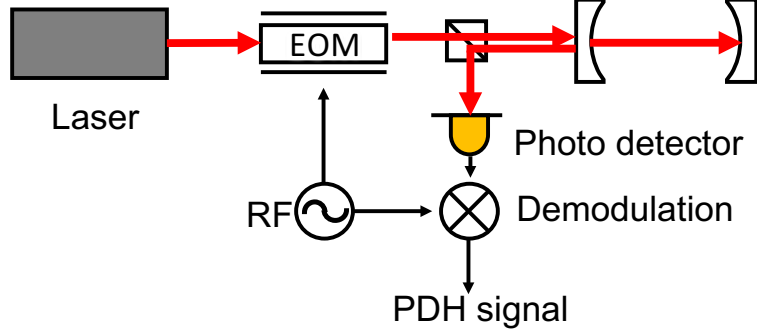 EOM
Laser
Photo detector
RF
Demodulation
PDH signal